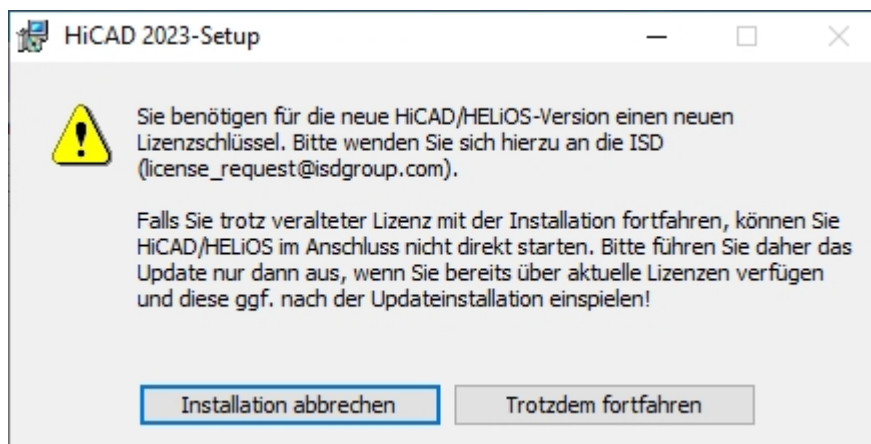 HiCAD 2023-Setup
Sie benötigen für die neue HiCAD/HELiOS-Version einen neuen
Lizenzschlüssel. Bitte wenden Sie sich hierzu an die ISD
(license_request@isdgroup.com).
Falls Sie trotz veralteter Lizenz mit der Installation fortfahren, können Sie
HiCAD/HELiOS im Anschluss nicht direkt starten. Bitte führen Sie daher das
Update nur dann aus, wenn Sie bereits über aktuelle Lizenzen verfügen
und diese ggf. nach der Updateinstallation einspielen!
Installation abbrechen
Trotzdem fortfahren